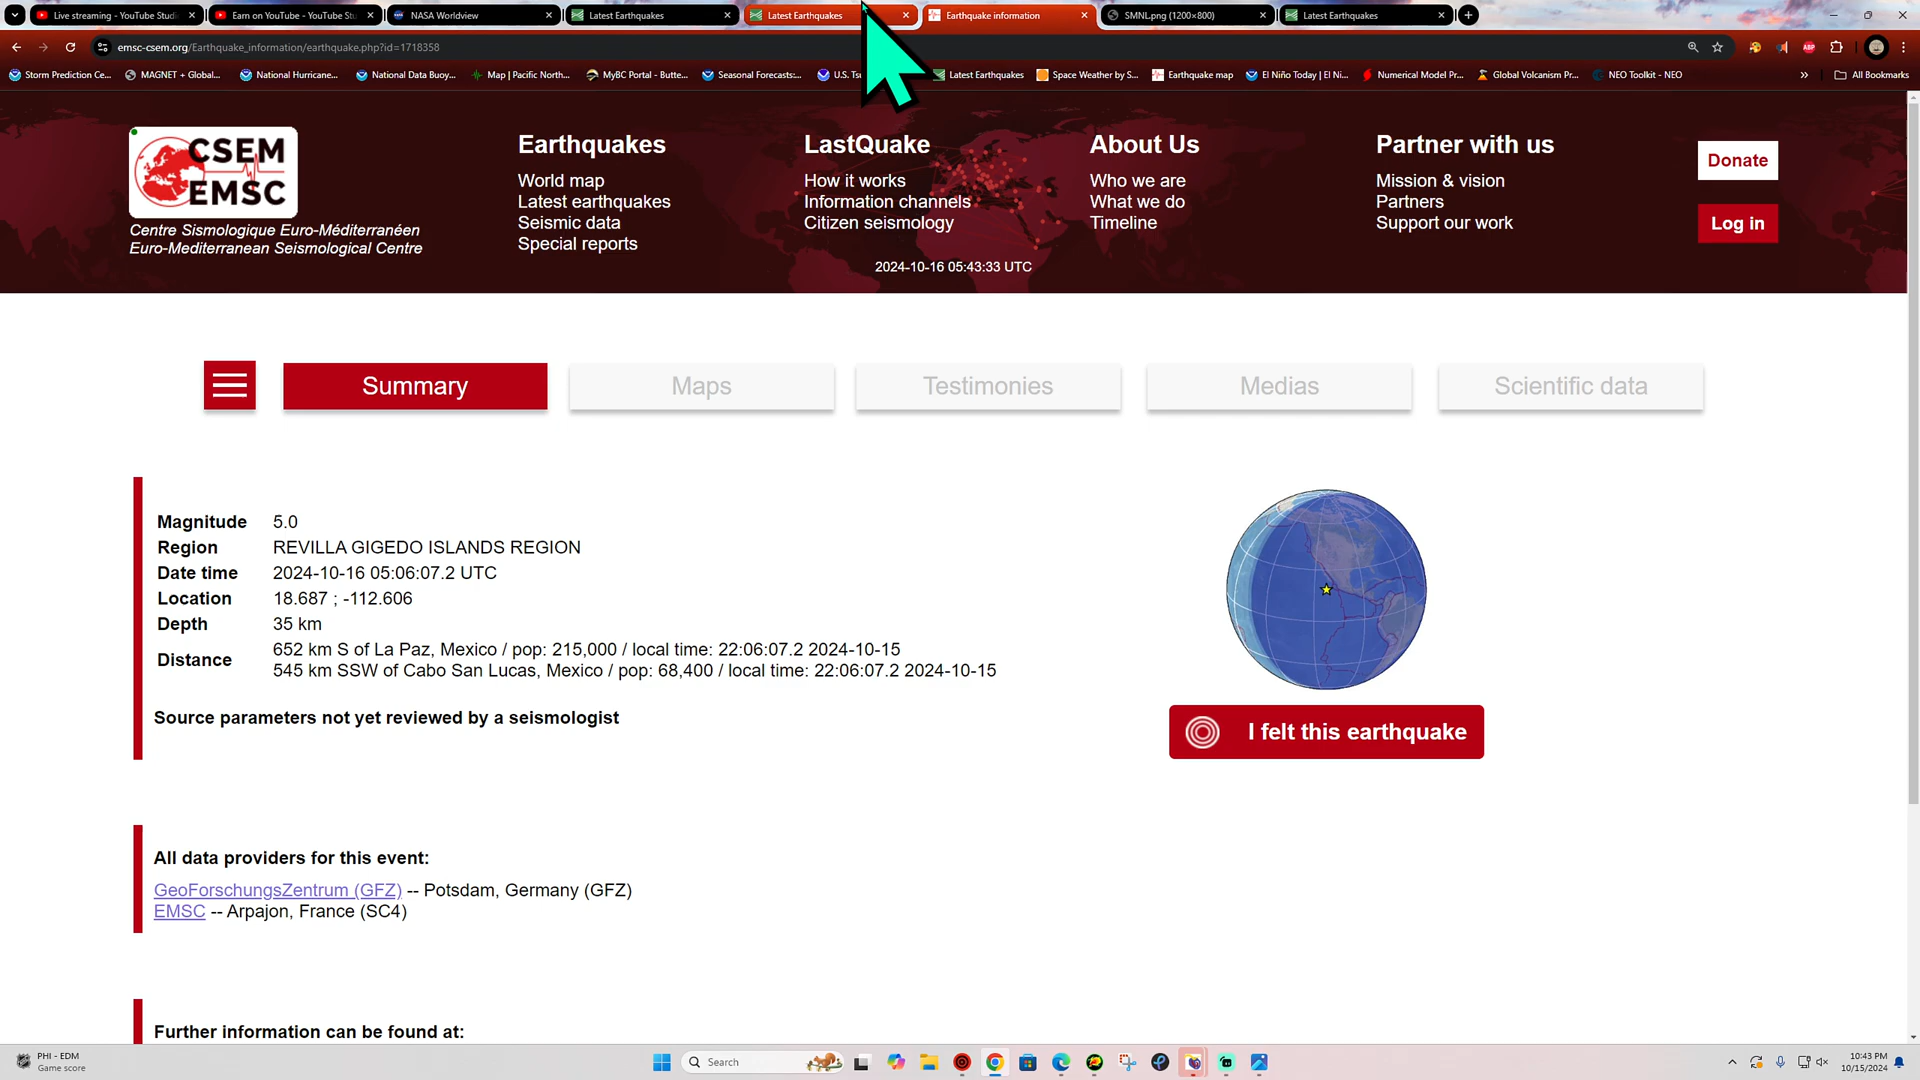 Live streaming - YouTube Studi
Earn on YouTube - YouTube Stu
NASA Worldview
Latest Earthquakes
Latest Earthquakes
Earthquake information
SMNL.png (1200×800)
Latest Earthquakes
emsc-csem.org/Earthquake_information/earthquake.php?id=1718358
Storm Prediction Ce...
MAGNET + Global...
National Hurricane...
National Data Buoy...
Map | Pacific North...
MyBC Portal - Butte...
Seasonal Forecasts:...
U.S. Tsu
Latest Earthquakes
Space Weather by S...
Earthquake map
El Niño Today | El Ni...
Numerical Model Pr...
Global Volcanism Pr...
NEO Toolkit - NEO
All Bookmarks
CSEM
EMSC
Centre Sismologique Euro-Méditerranéen
Euro-Mediterranean Seismological Centre
Earthquakes
World map
Latest earthquakes
Seismic data
Special reports
LastQuake
How it works
Information channels
Citizen seismology
About Us
Who we are
What we do
Timeline
Partner with us
Mission & vision
Partners
Support our work
Donate
Log in
2024-10-16 05:43:33 UTC
Summary
Maps
Testimonies
Medias
Scientific data
Magnitude 5.0
Region REVILLA GIGEDO ISLANDS REGION
Date time 2024-10-16 05:06:07.2 UTC
Location 18.687 ; -112.606
Depth 35 km
Distance 652 km S of La Paz, Mexico / pop: 215,000 / local time: 22:06:07.2 2024-10-15
545 km SSW of Cabo San Lucas, Mexico / pop: 68,400 / local time: 22:06:07.2 2024-10-15
Source parameters not yet reviewed by a seismologist
I felt this earthquake
All data providers for this event:
GeoForschungsZentrum (GFZ) -- Potsdam, Germany (GFZ)
EMSC -- Arpajon, France (SC4)
Further information can be found at:
PHI - EDM
Game score
Search
10:43 PM
10/15/2024